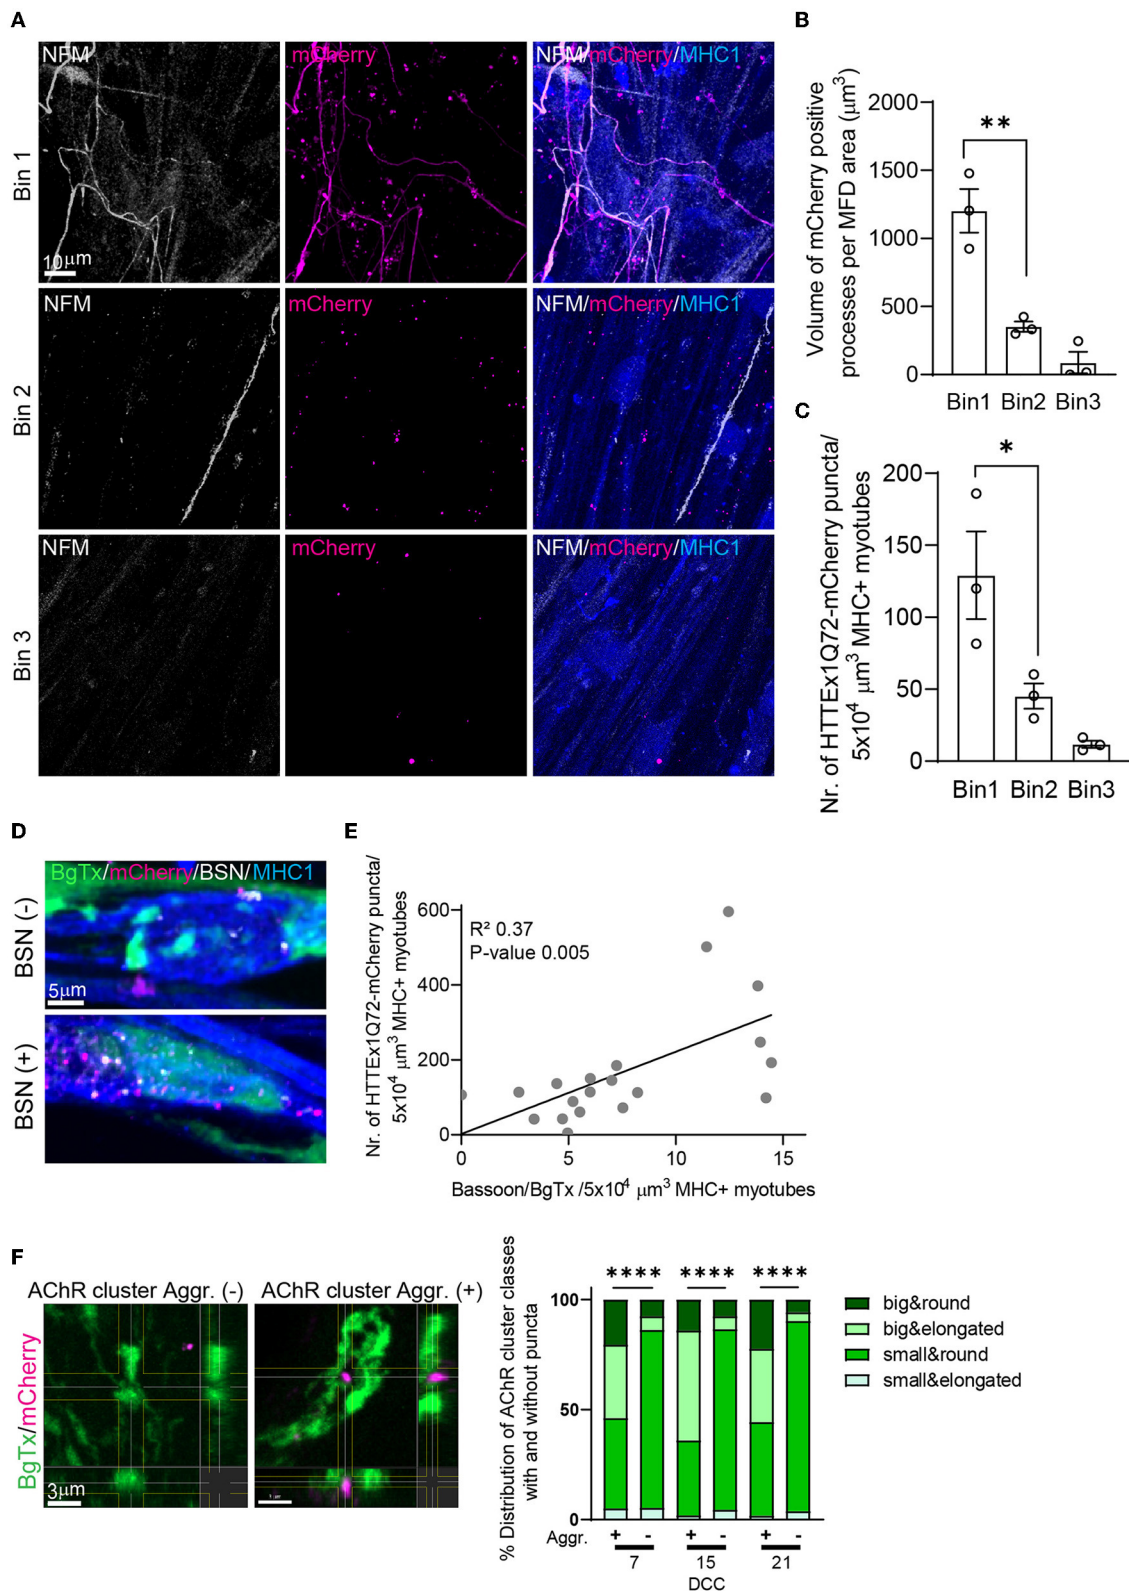 A
NFM
mCherry
NFM/mCherry/MHC1
Bin 1
10μm
NFM
mCherry
NFM/mCherry/MHC1
Bin 2
NFM
mCherry
NFM/mCherry/MHC1
Bin 3
B
Volume of mCherry positive
processes per MFD area (μm³)
2000
1500
1000
500
0
**
Bin1 Bin2 Bin3
C
Nr. of HTTEx1Q72-mCherry puncta/
5x10⁴ μm³ MHC+ myotubes
200
150
100
50
0
*
Bin1 Bin2 Bin3
D
BgTx/mCherry/BSN/MHC1
BSN (-)
5μm
BSN (+)
E
Nr. of HTTEx1Q72-mCherry puncta/
5x10⁴ μm³ MHC+ myotubes
600
400
200
0
R² 0.37
P-value 0.005
0 5 10 15
Bassoon/BgTx /5x10⁴ μm³ MHC+ myotubes
F
AChR cluster Aggr. (-)
AChR cluster Aggr. (+)
BgTx/mCherry
3μm
% Distribution of AChR cluster classes
with and without puncta
100
50
0
**** **** ****
Aggr. + - + - + -
7 15 21
DCC
big&round
big&elongated
small&round
small&elongated